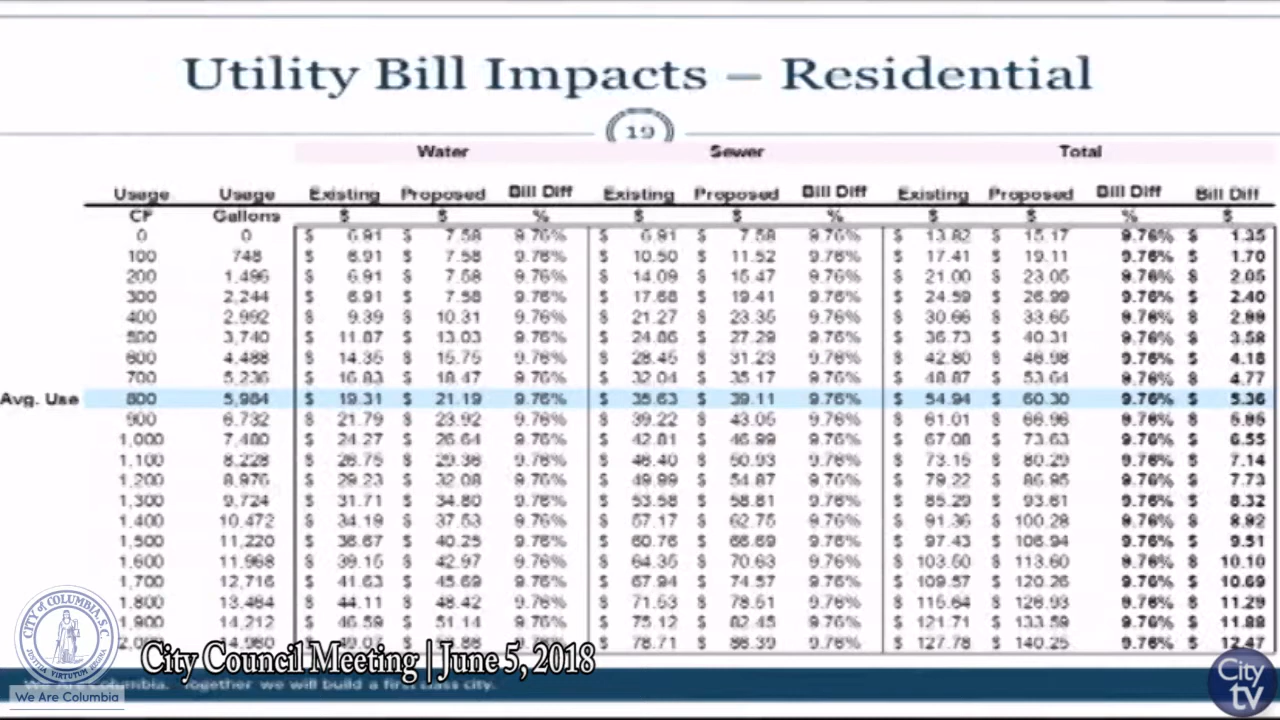 Utility Bill Impacts – Residential
19
Water Sewer Total
Usage Usage Existing Proposed Bill Diff Existing Proposed Bill Diff Existing Proposed Bill Diff Bill Diff
CF Gallons $ $ % $ $ % $ $ % $
0 0 $ 6.91 $ 7.58 9.76% $ 6.91 $ 7.58 9.76% $ 13.82 $ 15.17 9.76% $ 1.35
100 748 $ 6.91 $ 7.58 9.76% $ 10.50 $ 11.52 9.76% $ 17.41 $ 19.11 9.76% $ 1.70
200 1,496 $ 6.91 $ 7.58 9.76% $ 14.09 $ 15.47 9.76% $ 21.00 $ 23.05 9.76% $ 2.05
300 2,244 $ 6.91 $ 7.58 9.76% $ 17.68 $ 19.41 9.76% $ 24.59 $ 26.99 9.76% $ 2.40
400 2,992 $ 9.39 $ 10.31 9.76% $ 21.27 $ 23.35 9.76% $ 30.66 $ 33.65 9.76% $ 2.99
500 3,740 $ 11.87 $ 13.03 9.76% $ 24.86 $ 27.29 9.76% $ 36.73 $ 40.31 9.76% $ 3.58
600 4,488 $ 14.35 $ 15.75 9.76% $ 28.45 $ 31.23 9.76% $ 42.80 $ 46.98 9.76% $ 4.18
700 5,236 $ 16.83 $ 18.47 9.76% $ 32.04 $ 35.17 9.76% $ 48.87 $ 53.64 9.76% $ 4.77
Avg. Use 800 5,984 $ 19.31 $ 21.19 9.76% $ 35.63 $ 39.11 9.76% $ 54.94 $ 60.30 9.76% $ 5.36
900 6,732 $ 21.79 $ 23.92 9.76% $ 39.22 $ 43.05 9.76% $ 61.01 $ 66.96 9.76% $ 5.95
1,000 7,480 $ 24.27 $ 26.64 9.76% $ 42.81 $ 46.99 9.76% $ 67.08 $ 73.63 9.76% $ 6.55
1,100 8,228 $ 26.75 $ 29.36 9.76% $ 46.40 $ 50.93 9.76% $ 73.15 $ 80.29 9.76% $ 7.14
1,200 8,976 $ 29.23 $ 32.08 9.76% $ 49.99 $ 54.87 9.76% $ 79.22 $ 86.95 9.76% $ 7.73
1,300 9,724 $ 31.71 $ 34.80 9.76% $ 53.58 $ 58.81 9.76% $ 85.29 $ 93.61 9.76% $ 8.32
1,400 10,472 $ 34.19 $ 37.53 9.76% $ 57.17 $ 62.75 9.76% $ 91.36 $ 100.28 9.76% $ 8.92
1,500 11,220 $ 36.67 $ 40.25 9.76% $ 60.76 $ 66.69 9.76% $ 97.43 $ 106.94 9.76% $ 9.51
1,600 11,968 $ 39.15 $ 42.97 9.76% $ 64.35 $ 70.63 9.76% $ 103.50 $ 113.60 9.76% $ 10.10
1,700 12,716 $ 41.63 $ 45.69 9.76% $ 67.94 $ 74.57 9.76% $ 109.57 $ 120.26 9.76% $ 10.69
1,800 13,464 $ 44.11 $ 48.42 9.76% $ 71.53 $ 78.51 9.76% $ 115.64 $ 126.93 9.76% $ 11.29
1,900 14,212 $ 46.59 $ 51.14 9.76% $ 75.12 $ 82.45 9.76% $ 121.71 $ 133.59 9.76% $ 11.88
$ 78.71 $ 86.39 9.76% $ 127.78 $ 140.25 9.76% $ 12.47
City Council Meeting | June 5, 2018
We Are Columbia. Together we will build a first class city.
CITY OF COLUMBIA, S.C.
We Are Columbia
City
tv